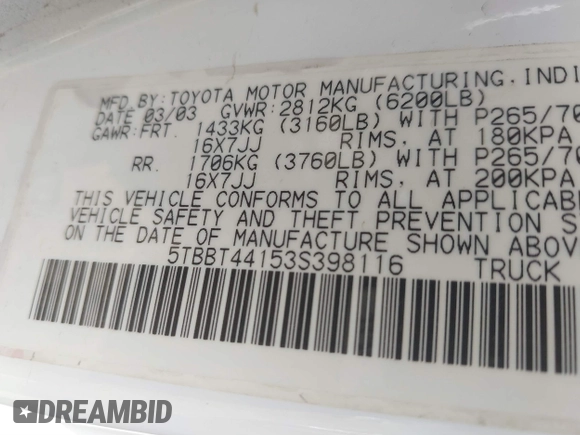 MFD. BY: TOYOTA MOTOR MANUFACTURING. INDI
DATE 03/03 GVWR: 2812KG (6200LB)
GAWR: FRT. 1433KG (3160LB) WITH P265/70
16X7JJ RIMS, AT 180KPA
RR. 1706KG (3760LB) WITH P265/70
16X7JJ RIMS, AT 200KPA
THIS VEHICLE CONFORMS TO ALL APPLICABL
VEHICLE SAFETY AND THEFT PREVENTION S
ON THE DATE OF MANUFACTURE SHOWN ABOV
5TBBT44153S398116 TRUCK
DREAMBID